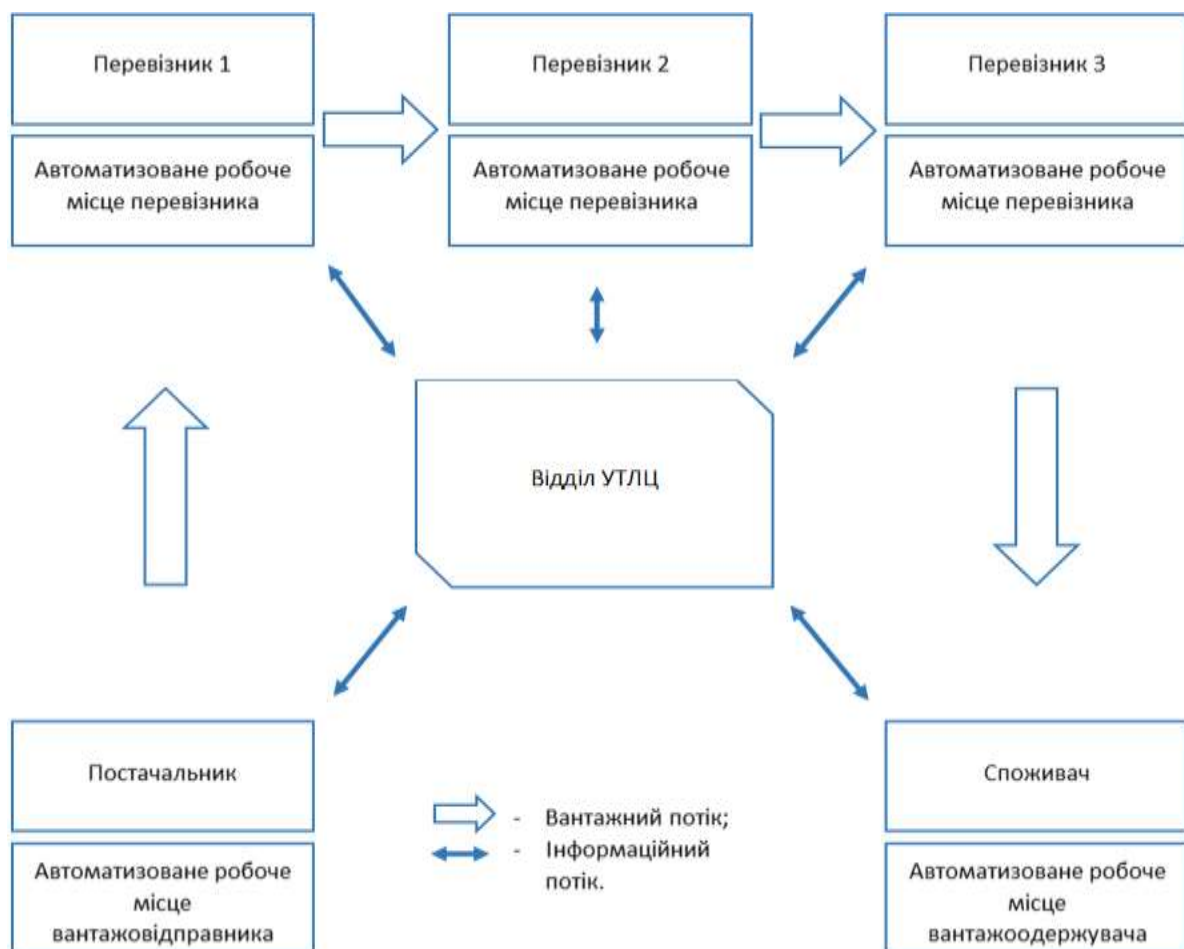 Перевізник 1
Автоматизоване робоче
місце перевізника
Перевізник 2
Автоматизоване робоче
місце перевізника
Перевізник 3
Автоматизоване робоче
місце перевізника
Відділ УТЛЦ
Постачальник
Автоматизоване робоче
місце
вантажовідправника
- Вантажний потік;
- Інформаційний
потік.
Споживач
Автоматизоване робоче
місце
вантаоодержувача